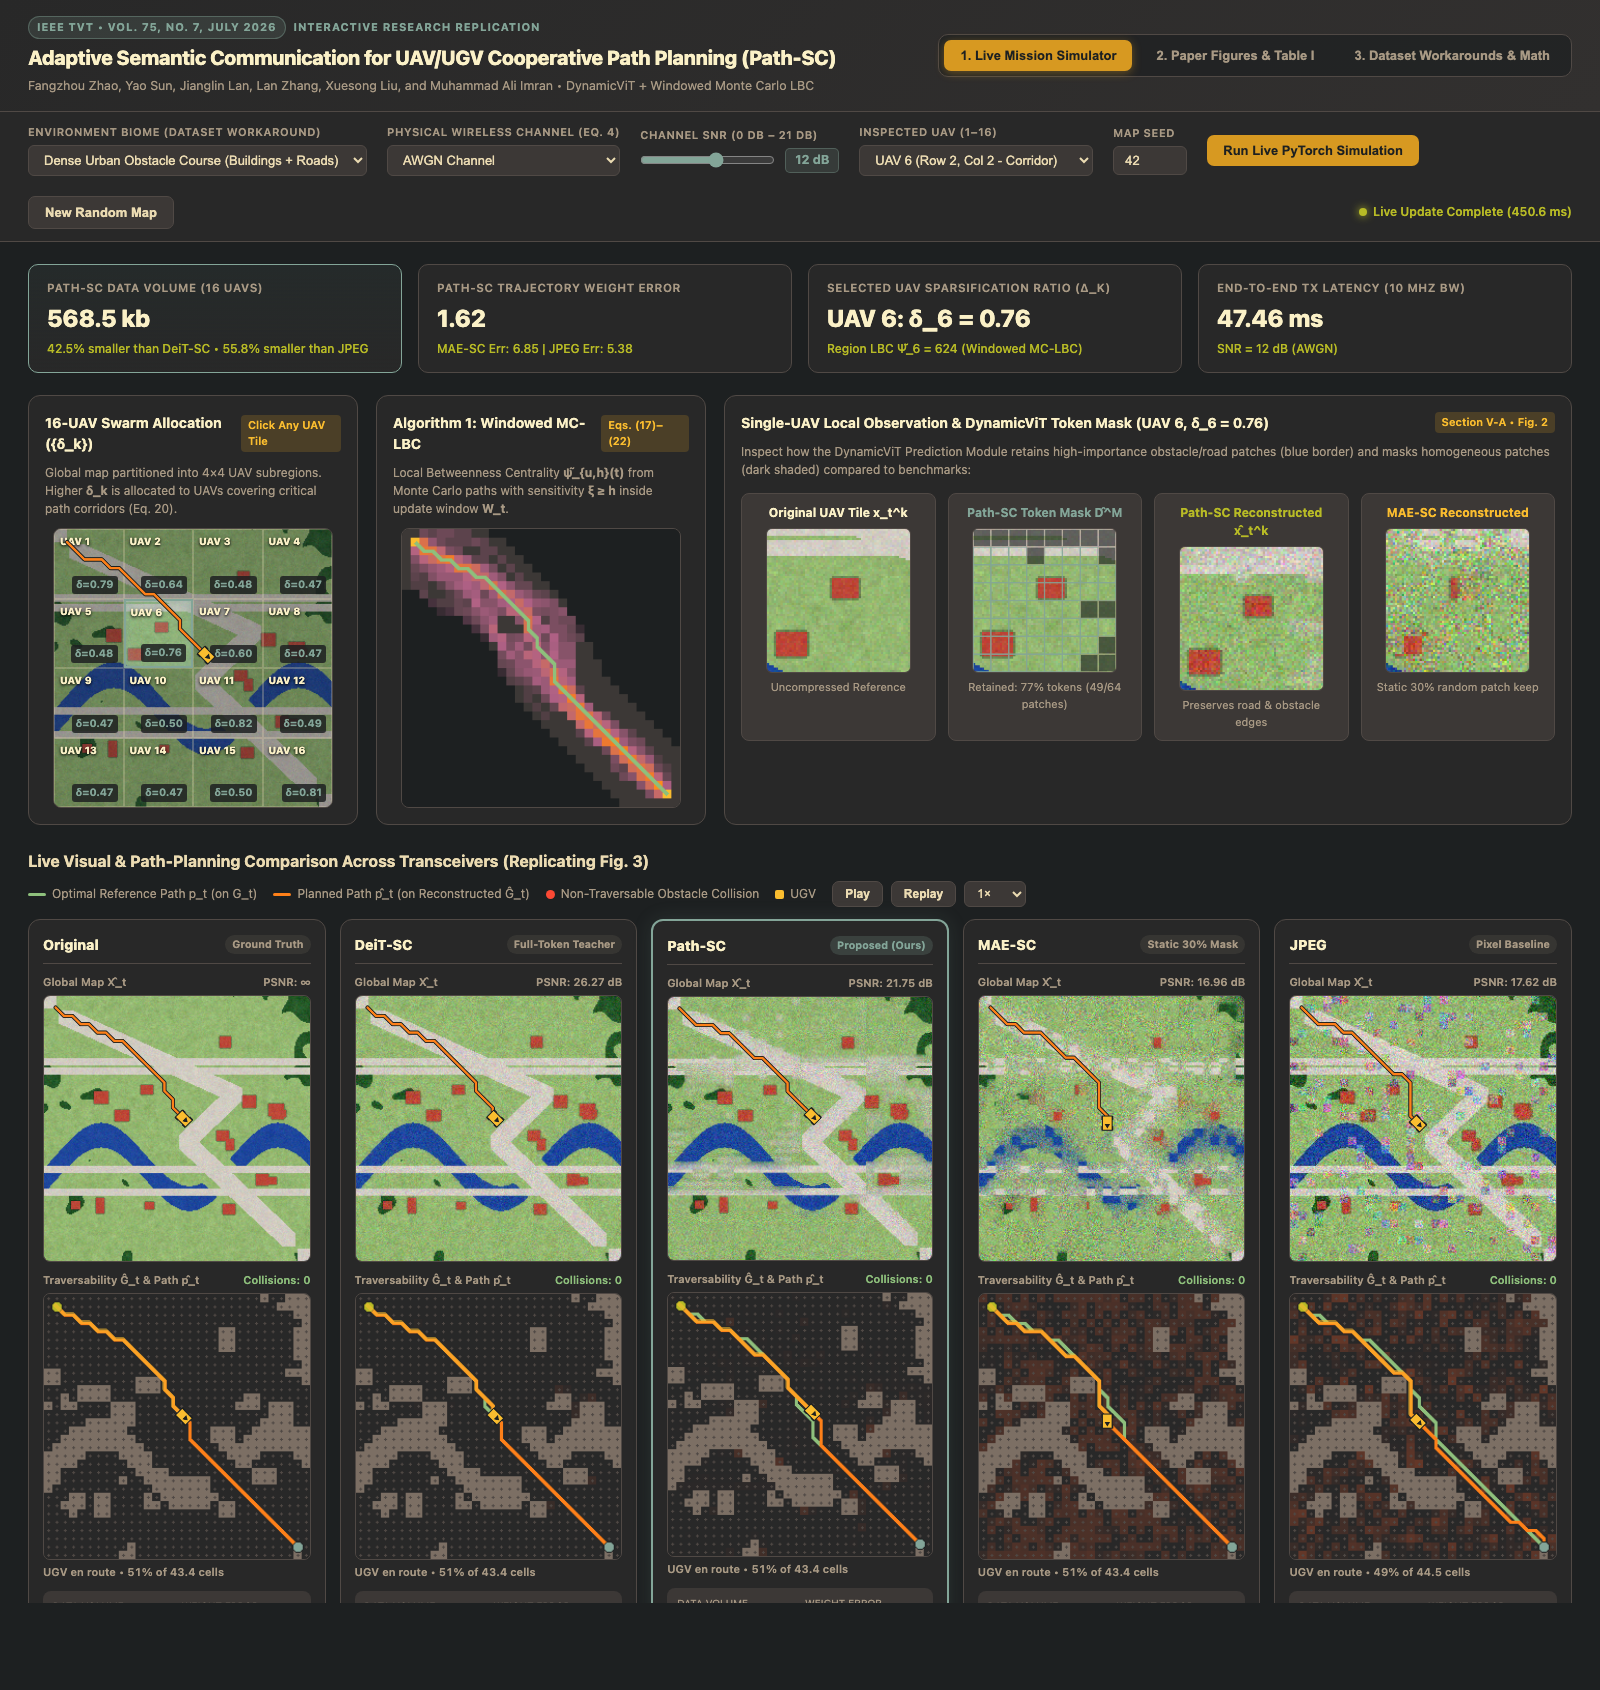 IEEE TVT • VOL. 75, NO. 7, JULY 2026
INTERACTIVE RESEARCH REPLICATION
Adaptive Semantic Communication for UAV/UGV Cooperative Path Planning (Path-SC)
Fangzhou Zhao, Yao Sun, Jianglin Lan, Lan Zhang, Xuesong Liu, and Muhammad Ali Imran • DynamicViT + Windowed Monte Carlo LBC
1. Live Mission Simulator
2. Paper Figures & Table I
3. Dataset Workarounds & Math
ENVIRONMENT BIOME (DATASET WORKAROUND)
Dense Urban Obstacle Course (Buildings + Roads)
PHYSICAL WIRELESS CHANNEL (EQ. 4)
AWGN Channel
CHANNEL SNR (0 DB – 21 DB)
12 dB
INSPECTED UAV (1–16)
UAV 6 (Row 2, Col 2 - Corridor)
MAP SEED
42
Run Live PyTorch Simulation
New Random Map
Live Update Complete (450.6 ms)
PATH-SC DATA VOLUME (16 UAVS)
568.5 kb
42.5% smaller than DeiT-SC • 55.8% smaller than JPEG
PATH-SC TRAJECTORY WEIGHT ERROR
1.62
MAE-SC Err: 6.85 | JPEG Err: 5.38
SELECTED UAV SPARSIFICATION RATIO (Δ_K)
UAV 6: δ_6 = 0.76
Region LBC Ψ̂_6 = 624 (Windowed MC-LBC)
END-TO-END TX LATENCY (10 MHZ BW)
47.46 ms
SNR = 12 dB (AWGN)
16-UAV Swarm Allocation
({δ_k})
Click Any UAV
Tile
Global map partitioned into 4×4 UAV subregions.
Higher δ_k is allocated to UAVs covering critical
path corridors (Eq. 20).
UAV 1 UAV 2 UAV 3 UAV 4
δ=0.79 δ=0.64 δ=0.48 δ=0.47
UAV 5 UAV 6 UAV 7 UAV 8
δ=0.48 δ=0.76 δ=0.60 δ=0.47
UAV 9 UAV 10 UAV 11 UAV 12
δ=0.47 δ=0.50 δ=0.82 δ=0.49
UAV 13 UAV 14 UAV 15 UAV 16
δ=0.47 δ=0.47 δ=0.50 δ=0.81
Algorithm 1: Windowed MC-
LBC
Eqs. (17)–
(22)
Local Betweenness Centrality ψ̂_{u,h}(t) from
Monte Carlo paths with sensitivity ξ ≥ h inside
update window W_t.
Single-UAV Local Observation & DynamicViT Token Mask (UAV 6, δ_6 = 0.76)
Section V-A • Fig. 2
Inspect how the DynamicViT Prediction Module retains high-importance obstacle/road patches (blue border) and masks homogeneous patches
(dark shaded) compared to benchmarks:
Original UAV Tile x_t^k
Uncompressed Reference
Path-SC Token Mask D̂^M
Retained: 77% tokens (49/64
patches)
Path-SC Reconstructed
x̂_t^k
Preserves road & obstacle
edges
MAE-SC Reconstructed
Static 30% random patch keep
Live Visual & Path-Planning Comparison Across Transceivers (Replicating Fig. 3)
Optimal Reference Path p_t (on G_t)
Planned Path p̂_t (on Reconstructed Ĝ_t)
Non-Traversable Obstacle Collision
UGV
Play
Replay
1×
Original
Ground Truth
Global Map X̂_t
PSNR: ∞
Traversability Ĝ_t & Path p̂_t
Collisions: 0
UGV en route • 51% of 43.4 cells
DeiT-SC
Full-Token Teacher
Global Map X̂_t
PSNR: 26.27 dB
Traversability Ĝ_t & Path p̂_t
Collisions: 0
UGV en route • 51% of 43.4 cells
Path-SC
Proposed (Ours)
Global Map X̂_t
PSNR: 21.75 dB
Traversability Ĝ_t & Path p̂_t
Collisions: 0
UGV en route • 51% of 43.4 cells
DATA VOLUME
WEIGHT ERROR
MAE-SC
Static 30% Mask
Global Map X̂_t
PSNR: 16.96 dB
Traversability Ĝ_t & Path p̂_t
Collisions: 0
UGV en route • 51% of 43.4 cells
JPEG
Pixel Baseline
Global Map X̂_t
PSNR: 17.62 dB
Traversability Ĝ_t & Path p̂_t
Collisions: 0
UGV en route • 49% of 44.5 cells